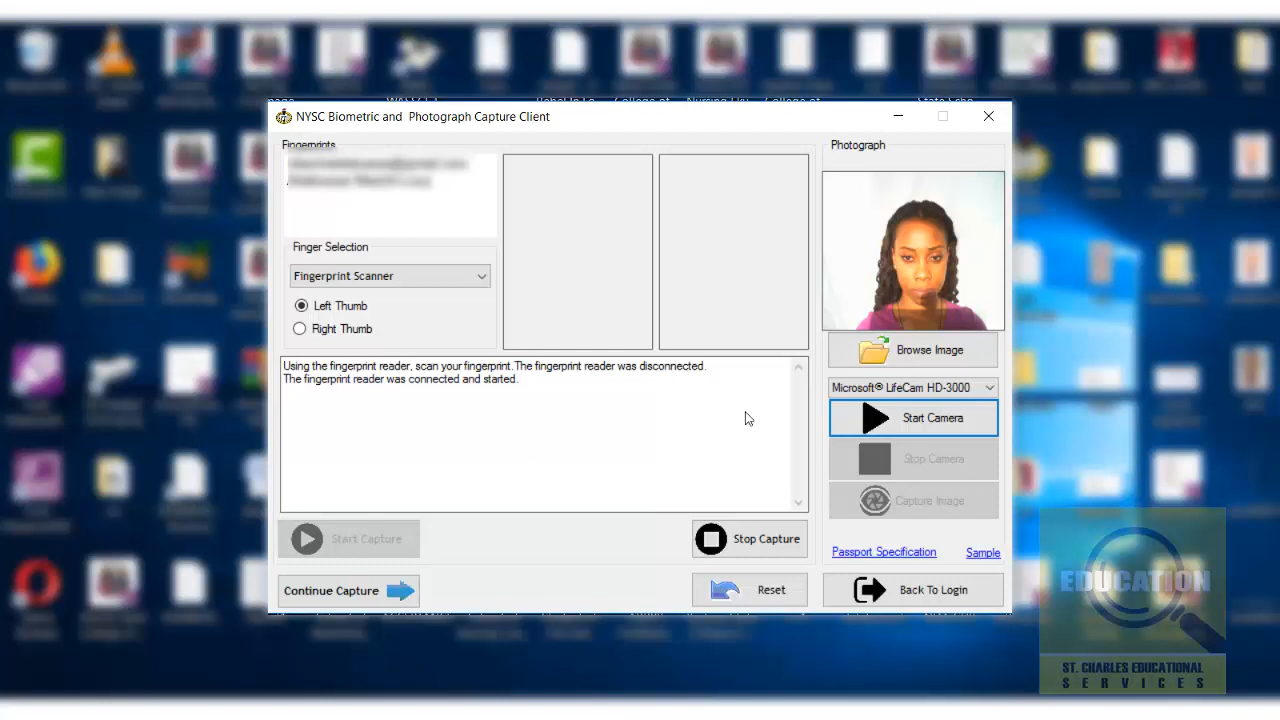 NYSC Biometric and Photograph Capture Client
Fingerprints
Photograph
Finger Selection
Fingerprint Scanner
Left Thumb
Right Thumb
Using the fingerprint reader, scan your fingerprint.The fingerprint reader was disconnected.
The fingerprint reader was connected and started.
Browse Image
Microsoft® LifeCam HD-3000
Start Camera
Stop Camera
Capture Image
Passport Specification Sample
Start Capture
Stop Capture
Continue Capture
Reset
Back To Login
EDUCATION
ST. CHARLES EDUCATIONAL
SERVICES